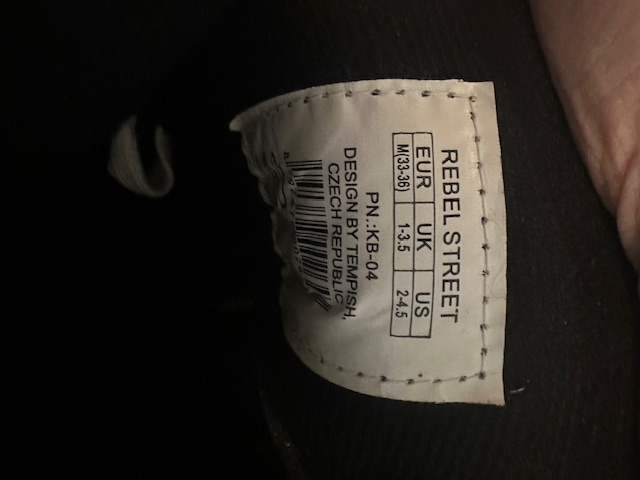 REBEL STREET
EUR UK US
M(33-36) 1-3.5 2-4.5
PN.:KB-04
DESIGN BY TEMPISH,
CZECH REPUBLIC